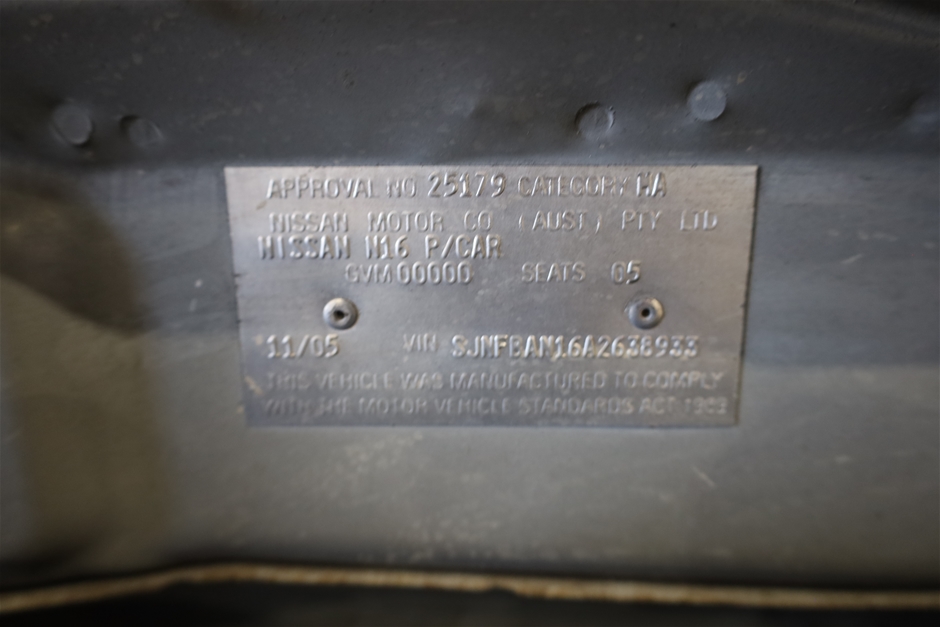 APPROVAL NO 25179 CATEGORY MA
NISSAN MOTOR CO (AUST) PTY LTD
NISSAN N16 P/CAR
GVM 00000 SEATS 05
11/05 VIN SJNFBAN16A2638933
THIS VEHICLE WAS MANUFACTURED TO COMPLY
WITH THE MOTOR VEHICLE STANDARDS ACT 1989